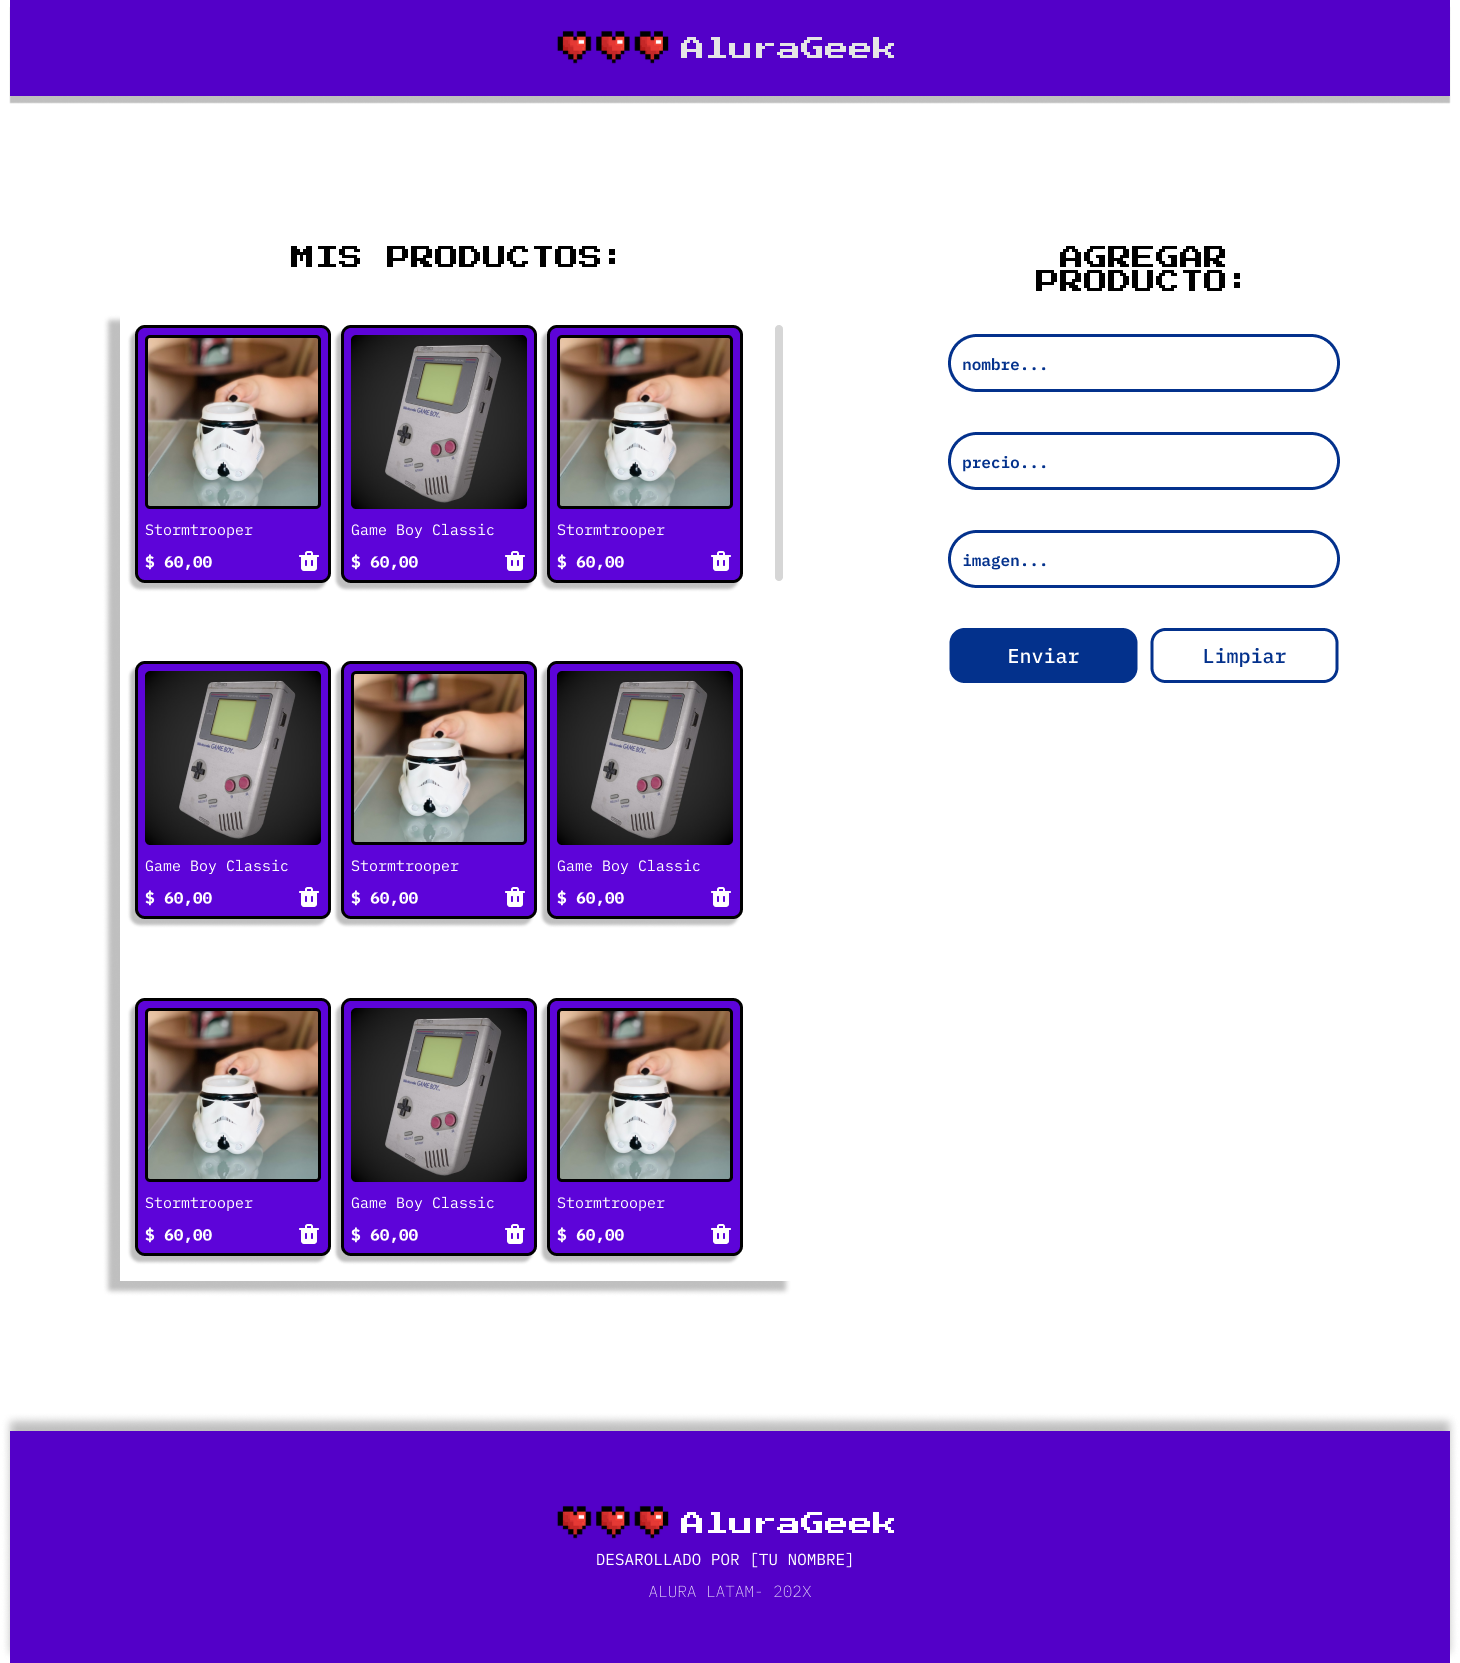 AluraGeek
MIS PRODUCTOS:
Stormtrooper
$ 60,00
Game Boy Classic
$ 60,00
Stormtrooper
$ 60,00
Game Boy Classic
$ 60,00
Stormtrooper
$ 60,00
Game Boy Classic
$ 60,00
Stormtrooper
$ 60,00
Game Boy Classic
$ 60,00
Stormtrooper
$ 60,00
AGREGAR
PRODUCTO:
nombre...
precio...
imagen...
Enviar
Limpiar
AluraGeek
DESAROLLADO POR [TU NOMBRE]
ALURA LATAM- 202X